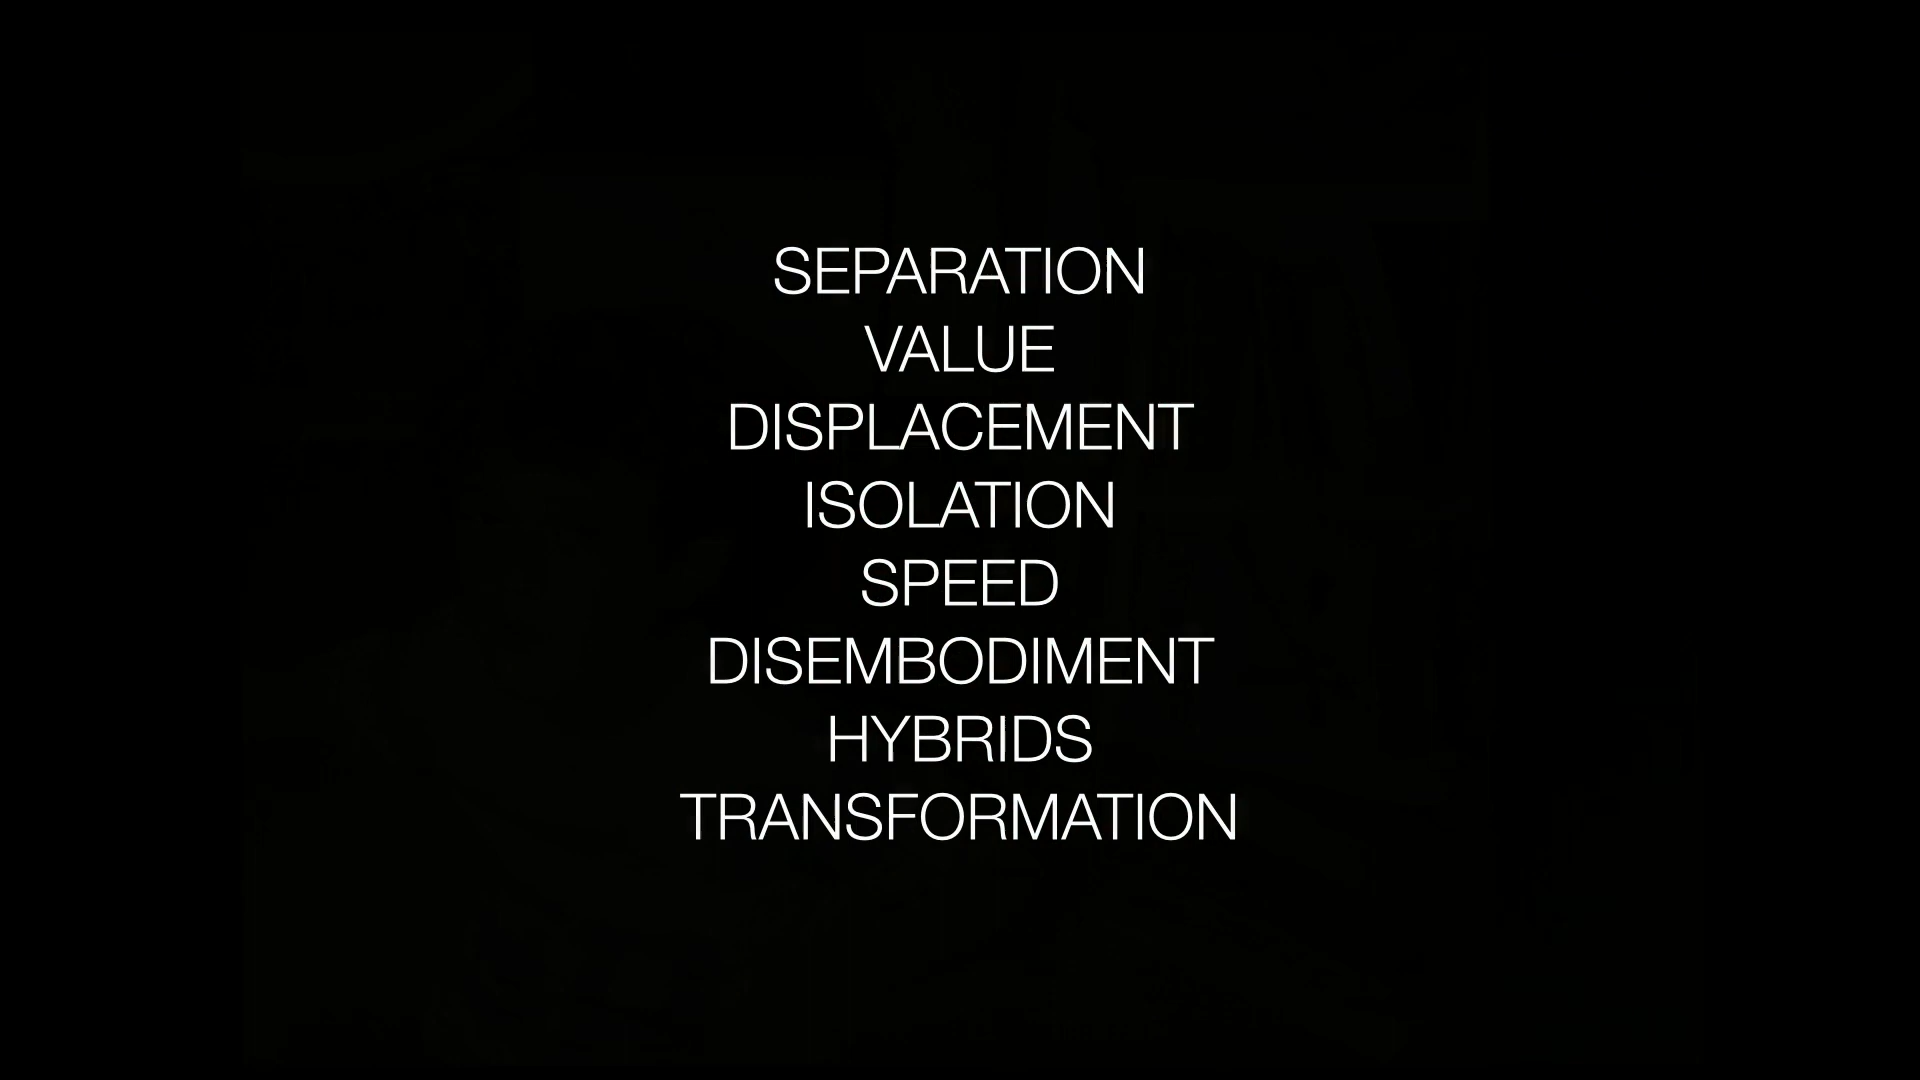 SEPARATION
VALUE
DISPLACEMENT
ISOLATION
SPEED
DISEMBODIMENT
HYBRIDS
TRANSFORMATION